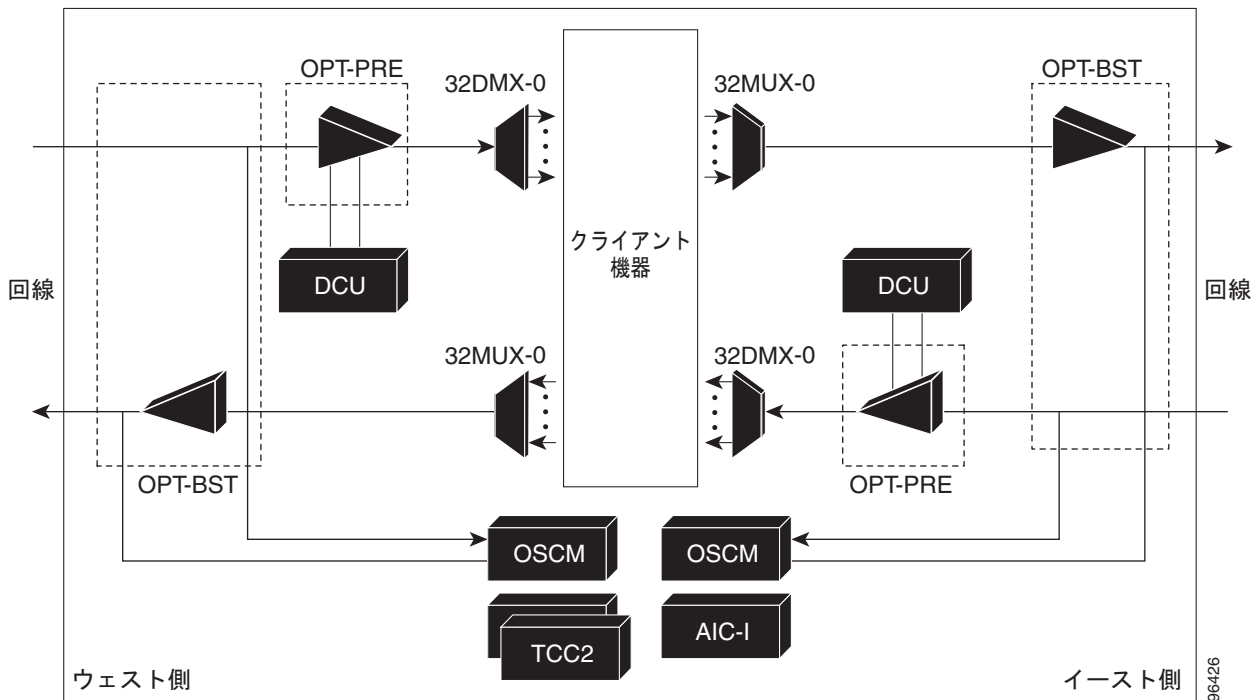 OPT-PRE
32DMX-0
32MUX-0
OPT-BST
クライアント
機器
DCU
DCU
回線
回線
32MUX-0
32DMX-0
OPT-BST
OPT-PRE
OSCM
OSCM
TCC2
AIC-I
ウェスト側
イースト側
96426